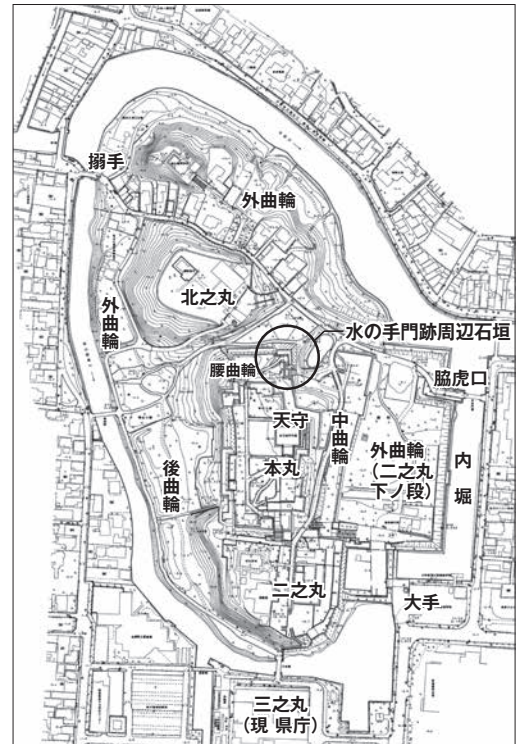 搦手
外曲輪
北之丸
外曲輪
水の手門跡周辺石垣
腰曲輪
脇虎口
天守
中曲輪
外曲輪
(二之丸
下ノ段)
内堀
本丸
後曲輪
二之丸
大手
三之丸
(現 県庁)